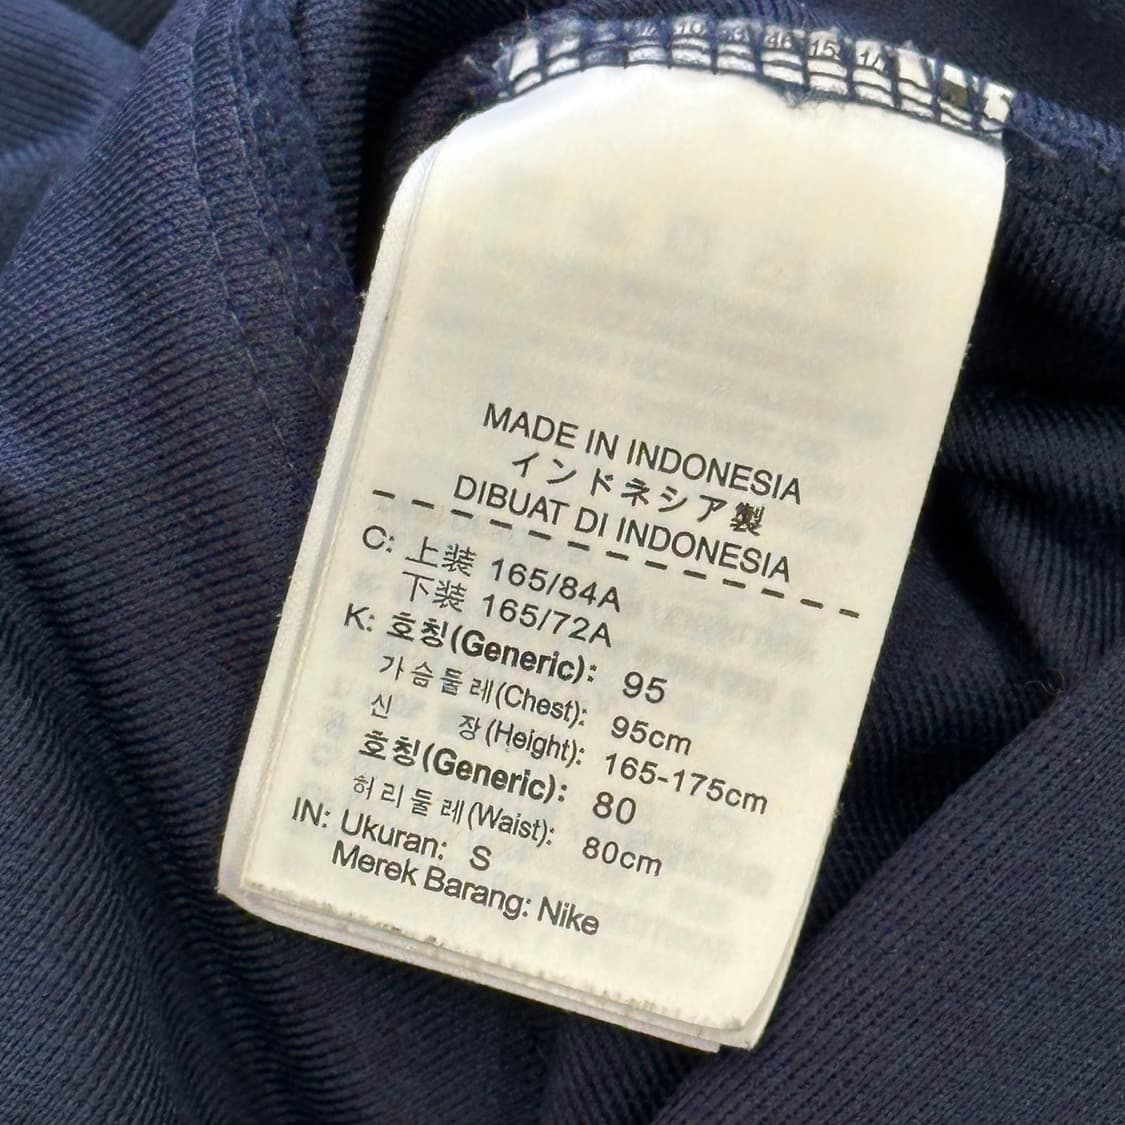 MADE IN INDONESIA
インドネシア製
DIBUAT DI INDONESIA
C: 上装 165/84A
下装 165/72A
K: 호칭(Generic): 95
가슴둘레(Chest): 95cm
신 장(Height): 165-175cm
호칭(Generic): 80
허리둘레(Waist): 80cm
IN: Ukuran: S
Merek Barang: Nike